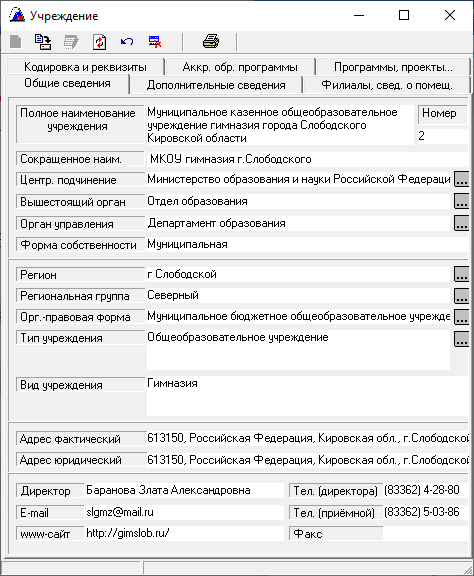 Учреждение
Кодировка и реквизиты
Аккр. обр. программы
Программы, проекты...
Общие сведения
Дополнительные сведения
Филиалы, свед. о помещ.
Полное наименование
учреждения
Муниципальное казенное общеобразовательное
учреждение гимназия города Слободского
Кировской области
Номер
2
Сокращенное наим.
МКОУ гимназия г.Слободского
Центр. подчинение
Министерство образования и науки Российской Федераци
...
Вышестоящий орган
Отдел образования
...
Орган управления
Департамент образования
...
Форма собственности
Муниципальная
Регион
г Слободской
...
Региональная группа
Северный
...
Орг.-правовая форма
Муниципальное бюджетное общеобразовательное учрежде
...
Тип учреждения
Общеобразовательное учреждение
...
Вид учреждения
Гимназия
Адрес фактический
613150, Российская Федерация, Кировская обл., г.Слободской
Адрес юридический
613150, Российская Федерация, Кировская обл., г.Слободской
Директор
Баранова Злата Александровна
Тел. (директора)
(83362) 4-28-80
E-mail
slgmz@mail.ru
Тел. (приёмной)
(83362) 5-03-86
www-сайт
http://gimslob.ru/
Факс